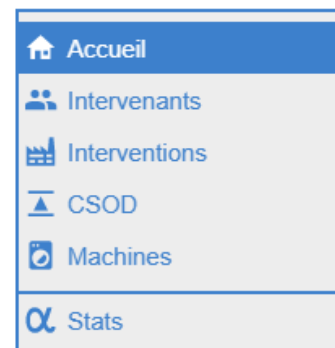 Accueil
Intervenants
Interventions
CSOD
Machines
α Stats